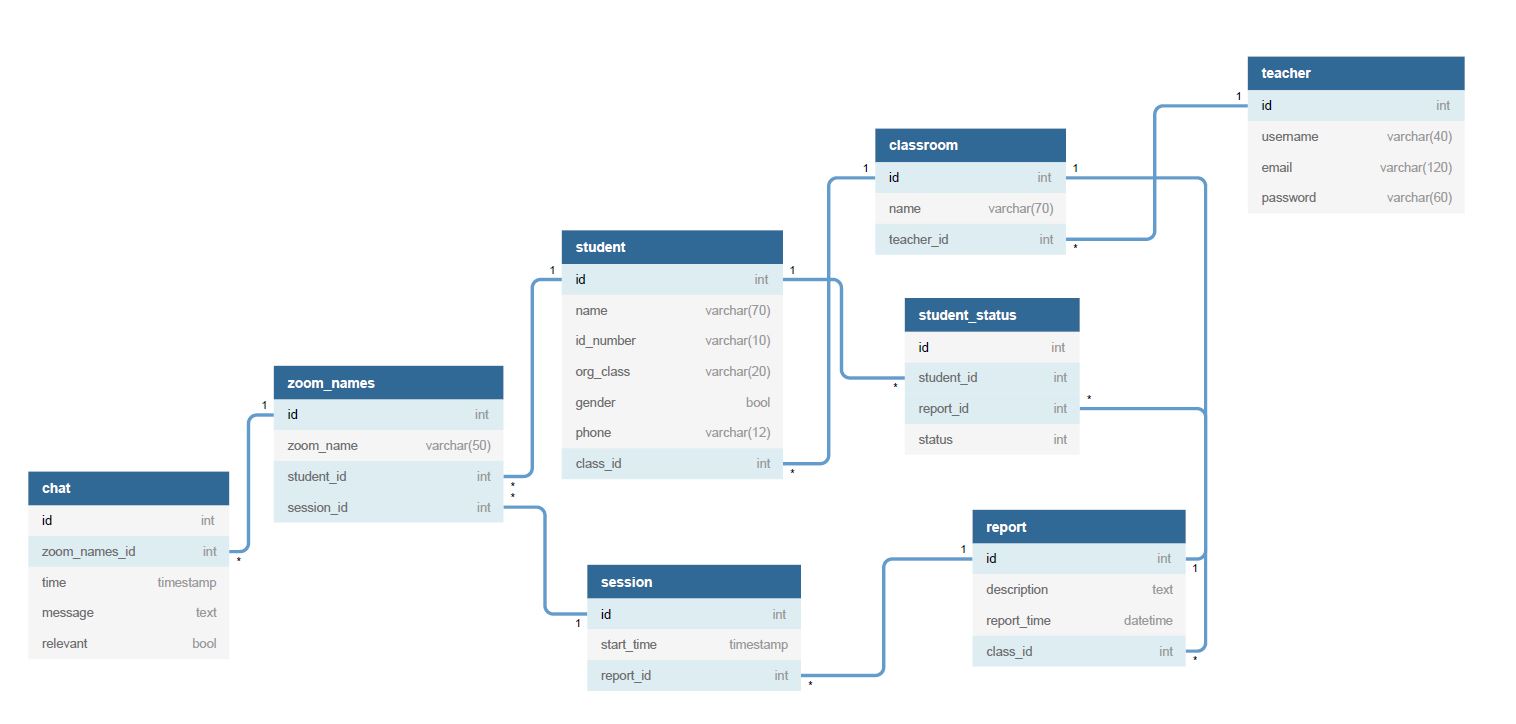 teacher
id int
username varchar(40)
email varchar(120)
password varchar(60)
classroom
id int
name varchar(70)
teacher_id int
student
id int
name varchar(70)
id_number varchar(10)
org_class varchar(20)
gender bool
phone varchar(12)
class_id int
student_status
id int
student_id int
report_id int
status int
zoom_names
id int
zoom_name varchar(50)
student_id int
session_id int
chat
id int
zoom_names_id int
time timestamp
message text
relevant bool
session
id int
start_time timestamp
report_id int
report
id int
description text
report_time datetime
class_id int
1
*
1
1
*
1
1
*
*
1
*
*
*
1
1
*
1
*